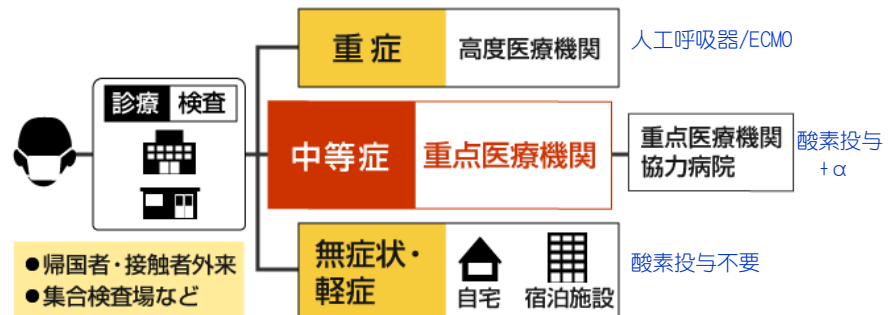 重症
高度医療機関
人工呼吸器/ECMO
診療
検査
中等症
重点医療機関
重点医療機関
協力病院
酸素投与
+α
●帰国者・接触者外来
●集合検査場など
無症状・
軽症
自宅
宿泊施設
酸素投与不要